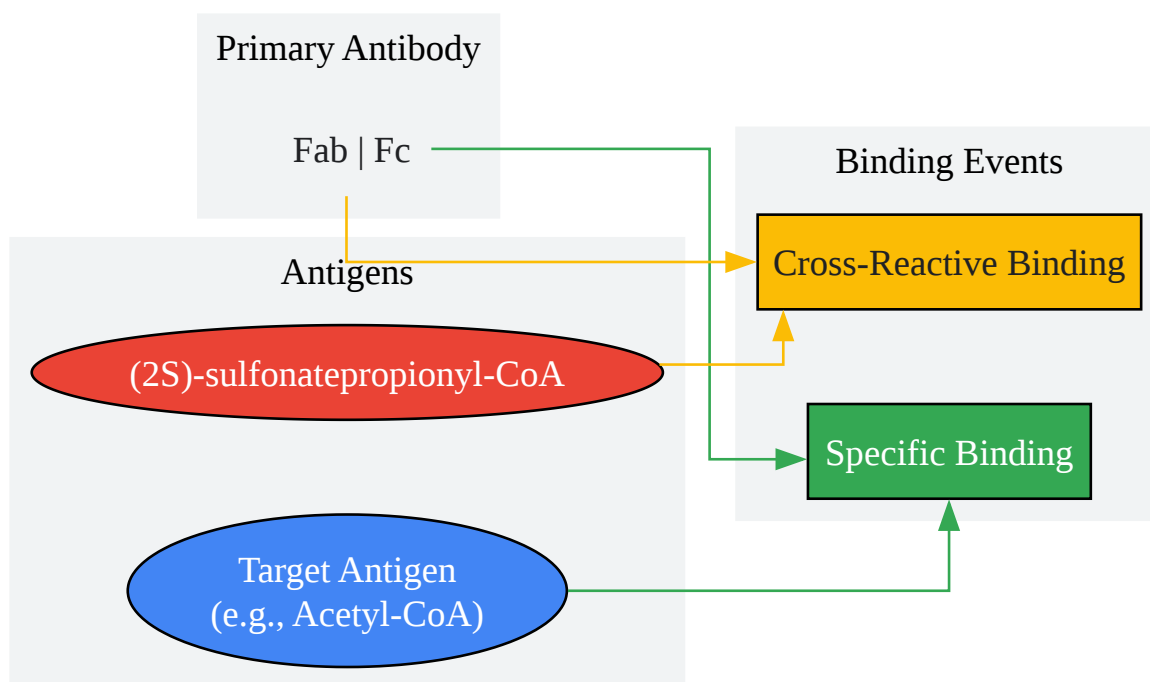 Primary Antibody
Fab | Fc
Binding Events
Cross-Reactive Binding
Antigens
(2S)-sulfonatepropionyl-CoA
Specific Binding
Target Antigen
(e.g., Acetyl-CoA)